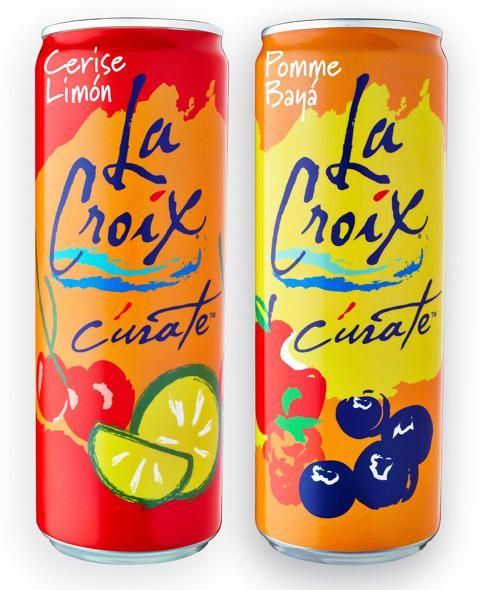 Cerise
Limón
La
Croix
cúrate™
Pomme
Bayá
La
Croix
cúrate™